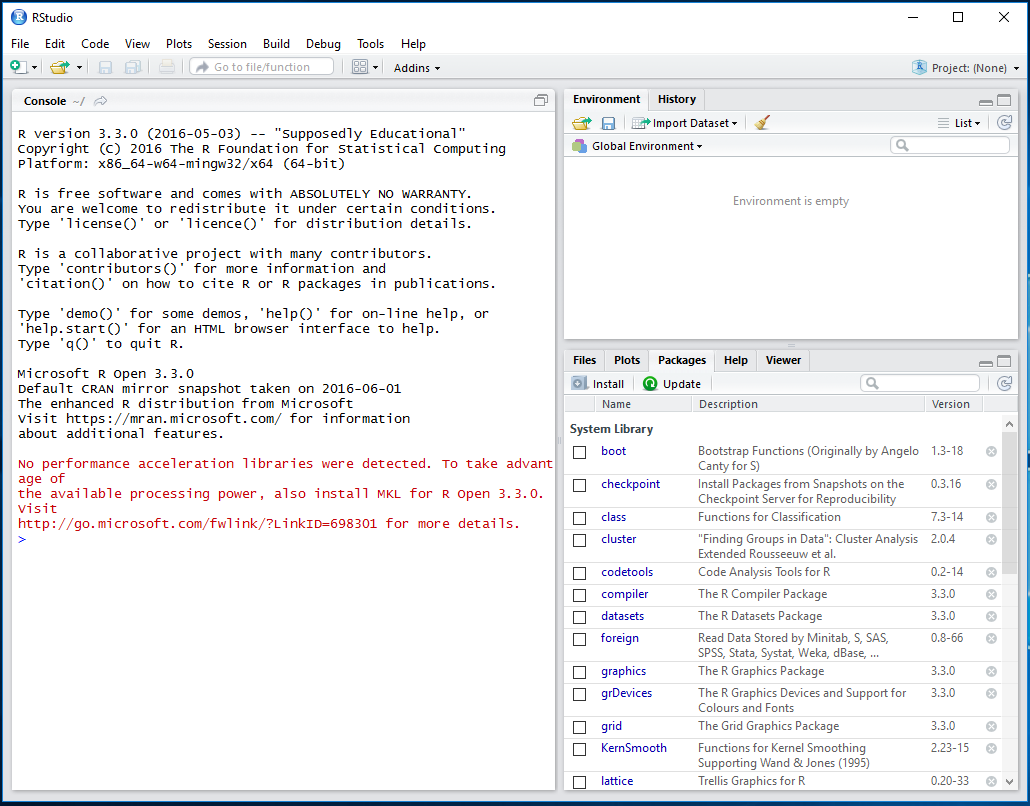 RStudio
File Edit Code View Plots Session Build Debug Tools Help
Go to file/function Addins Project: (None)
Console ~/
R version 3.3.0 (2016-05-03) -- "Supposedly Educational"
Copyright (C) 2016 The R Foundation for Statistical Computing
Platform: x86_64-w64-mingw32/x64 (64-bit)
R is free software and comes with ABSOLUTELY NO WARRANTY.
You are welcome to redistribute it under certain conditions.
Type 'license()' or 'licence()' for distribution details.
R is a collaborative project with many contributors.
Type 'contributors()' for more information and
'citation()' on how to cite R or R packages in publications.
Type 'demo()' for some demos, 'help()' for on-line help, or
'help.start()' for an HTML browser interface to help.
Type 'q()' to quit R.
Microsoft R Open 3.3.0
Default CRAN mirror snapshot taken on 2016-06-01
The enhanced R distribution from Microsoft
Visit https://mran.microsoft.com/ for information
about additional features.
No performance acceleration libraries were detected. To take advant
age of
the available processing power, also install MKL for R Open 3.3.0.
Visit
http://go.microsoft.com/fwlink/?LinkID=698301 for more details.
>
Environment History
Import Dataset List
Global Environment
Environment is empty
Files Plots Packages Help Viewer
Install Update
Name Description Version
System Library
boot Bootstrap Functions (Originally by Angelo 1.3-18
Canty for S)
checkpoint Install Packages from Snapshots on the 0.3.16
Checkpoint Server for Reproducibility
class Functions for Classification 7.3-14
cluster "Finding Groups in Data": Cluster Analysis 2.0.4
Extended Rousseeuw et al.
codetools Code Analysis Tools for R 0.2-14
compiler The R Compiler Package 3.3.0
datasets The R Datasets Package 3.3.0
foreign Read Data Stored by Minitab, S, SAS, 0.8-66
SPSS, Stata, Systat, Weka, dBase, ...
graphics The R Graphics Package 3.3.0
grDevices The R Graphics Devices and Support for 3.3.0
Colours and Fonts
grid The Grid Graphics Package 3.3.0
KernSmooth Functions for Kernel Smoothing 2.23-15
Supporting Wand & Jones (1995)
lattice Trellis Graphics for R 0.20-33